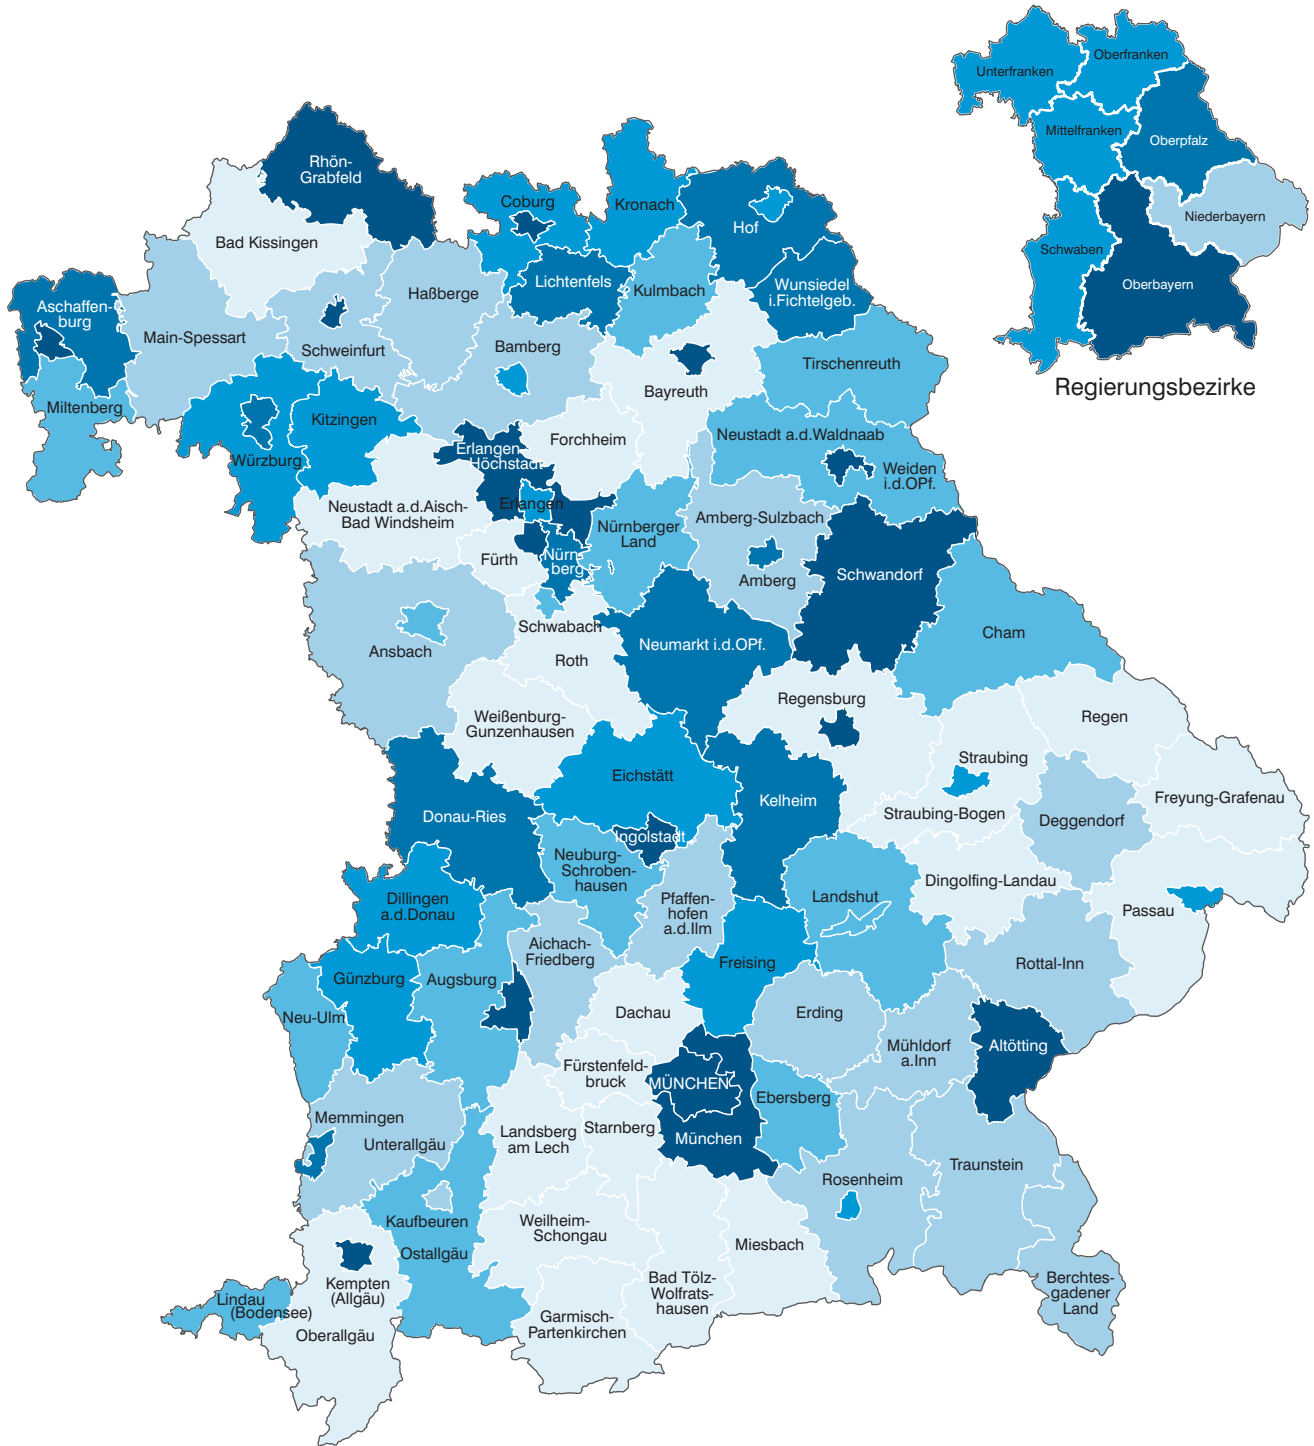 Unterfranken
Oberfranken
Mittelfranken
Oberpfalz
Niederbayern
Schwaben
Oberbayern
Regierungsbezirke
Rhön-
Grabfeld
Bad Kissingen
Coburg
Kronach
Hof
Lichtenfels
Kulmbach
Wunsiedel
i.Fichtelgeb.
Aschaffen-
burg
Main-Spessart
Haßberge
Schweinfurt
Bamberg
Bayreuth
Tirschenreuth
Miltenberg
Würzburg
Kitzingen
Forchheim
Erlangen-
Höchstadt
Neustadt a.d.Waldnaab
Weiden
i.d.OPf.
Neustadt a.d.Aisch-
Bad Windsheim
Erlangen
Fürth
Nürn-
berg
Nürnberger
Land
Amberg-Sulzbach
Amberg
Schwandorf
Cham
Ansbach
Schwabach
Roth
Neumarkt i.d.OPf.
Weißenburg-
Gunzenhausen
Regensburg
Regen
Straubing
Straubing-Bogen
Freyung-Grafenau
Deggendorf
Eichstätt
Kelheim
Donau-Ries
Ingolstadt
Neuburg-
Schroben-
hausen
Dingolfing-Landau
Landshut
Passau
Dillingen
a.d.Donau
Pfaffen-
hofen
a.d.Ilm
Aichach-
Friedberg
Freising
Rottal-Inn
Günzburg
Augsburg
Neu-Ulm
Dachau
Erding
Mühldorf
a.Inn
Altötting
Fürstenfeld-
bruck
MÜNCHEN
München
Ebersberg
Memmingen
Unterallgäu
Landsberg
am Lech
Starnberg
Rosenheim
Traunstein
Kaufbeuren
Ostallgäu
Weilheim-
Schongau
Miesbach
Bad Tölz-
Wolfrats-
hausen
Garmisch-
Partenkirchen
Berchtes-
gadener
Land
Kempten
(Allgäu)
Lindau
(Bodensee)
Oberallgäu